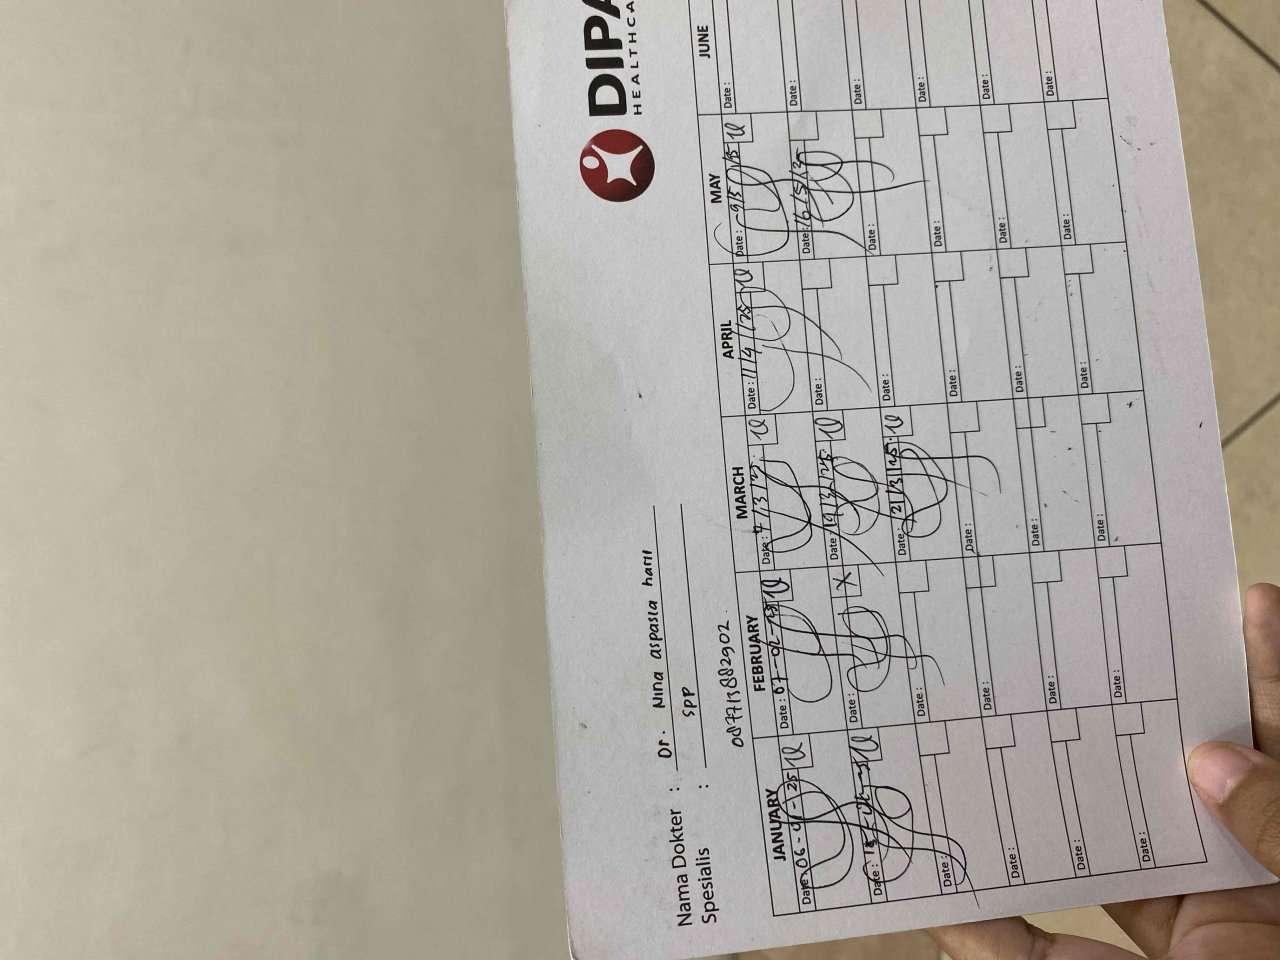 DIPA
HEALTHCA
Nama Dokter : Dr. Nina aspasia harli
Spesialis : SPP
087713882902
JANUARY FEBRUARY MARCH APRIL MAY JUNE
Date: 06-01-25 Date: 07-02-25 Date: 7/3/25 Date: 11/4/25 Date: 9/5/25 Date:
Date: Date: X Date: 19/3/25 Date: Date: 16/5/25 Date:
Date: Date: Date: 21/3/25 Date: Date: Date:
Date: Date: Date: Date: Date: Date:
Date: Date: Date: Date: Date: Date:
Date: Date: Date: Date: Date: Date: